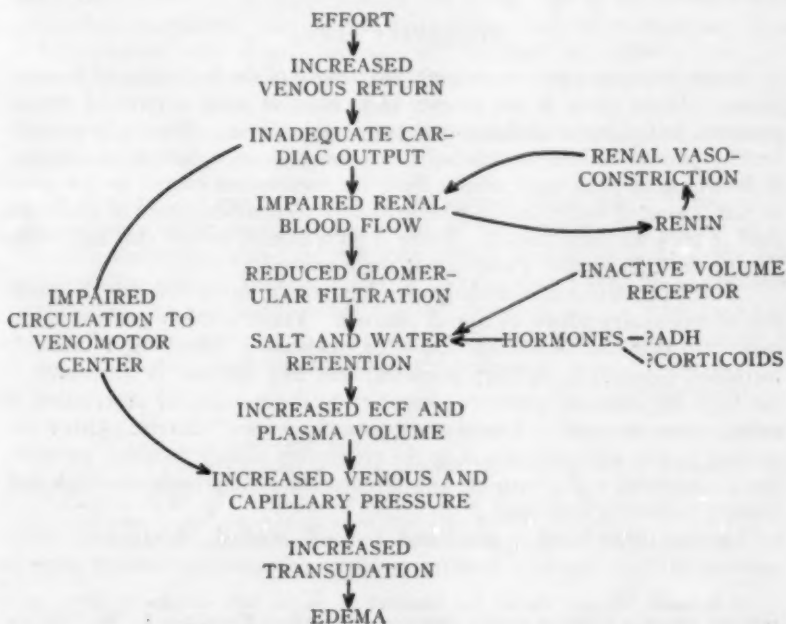 EFFORT
INCREASED
VENOUS RETURN
INADEQUATE CAR-
DIAC OUTPUT
RENAL VASO-
CONSTRICTION
IMPAIRED RENAL
BLOOD FLOW
RENIN
REDUCED GLOMER-
ULAR FILTRATION
INACTIVE VOLUME
RECEPTOR
IMPAIRED
CIRCULATION TO
VENOMOTOR
CENTER
SALT AND WATER
RETENTION
HORMONES
?ADH
?CORTICOIDS
INCREASED ECF AND
PLASMA VOLUME
INCREASED VENOUS AND
CAPILLARY PRESSURE
INCREASED
TRANSUDATION
EDEMA